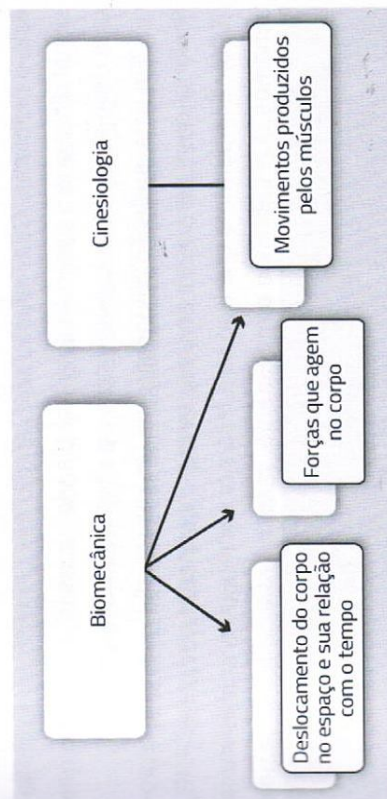 Biomecânica
Cinesiologia
Deslocamento do corpo
no espaço e sua relação
com o tempo
Forças que agem
no corpo
Movimentos produzidos
pelos músculos